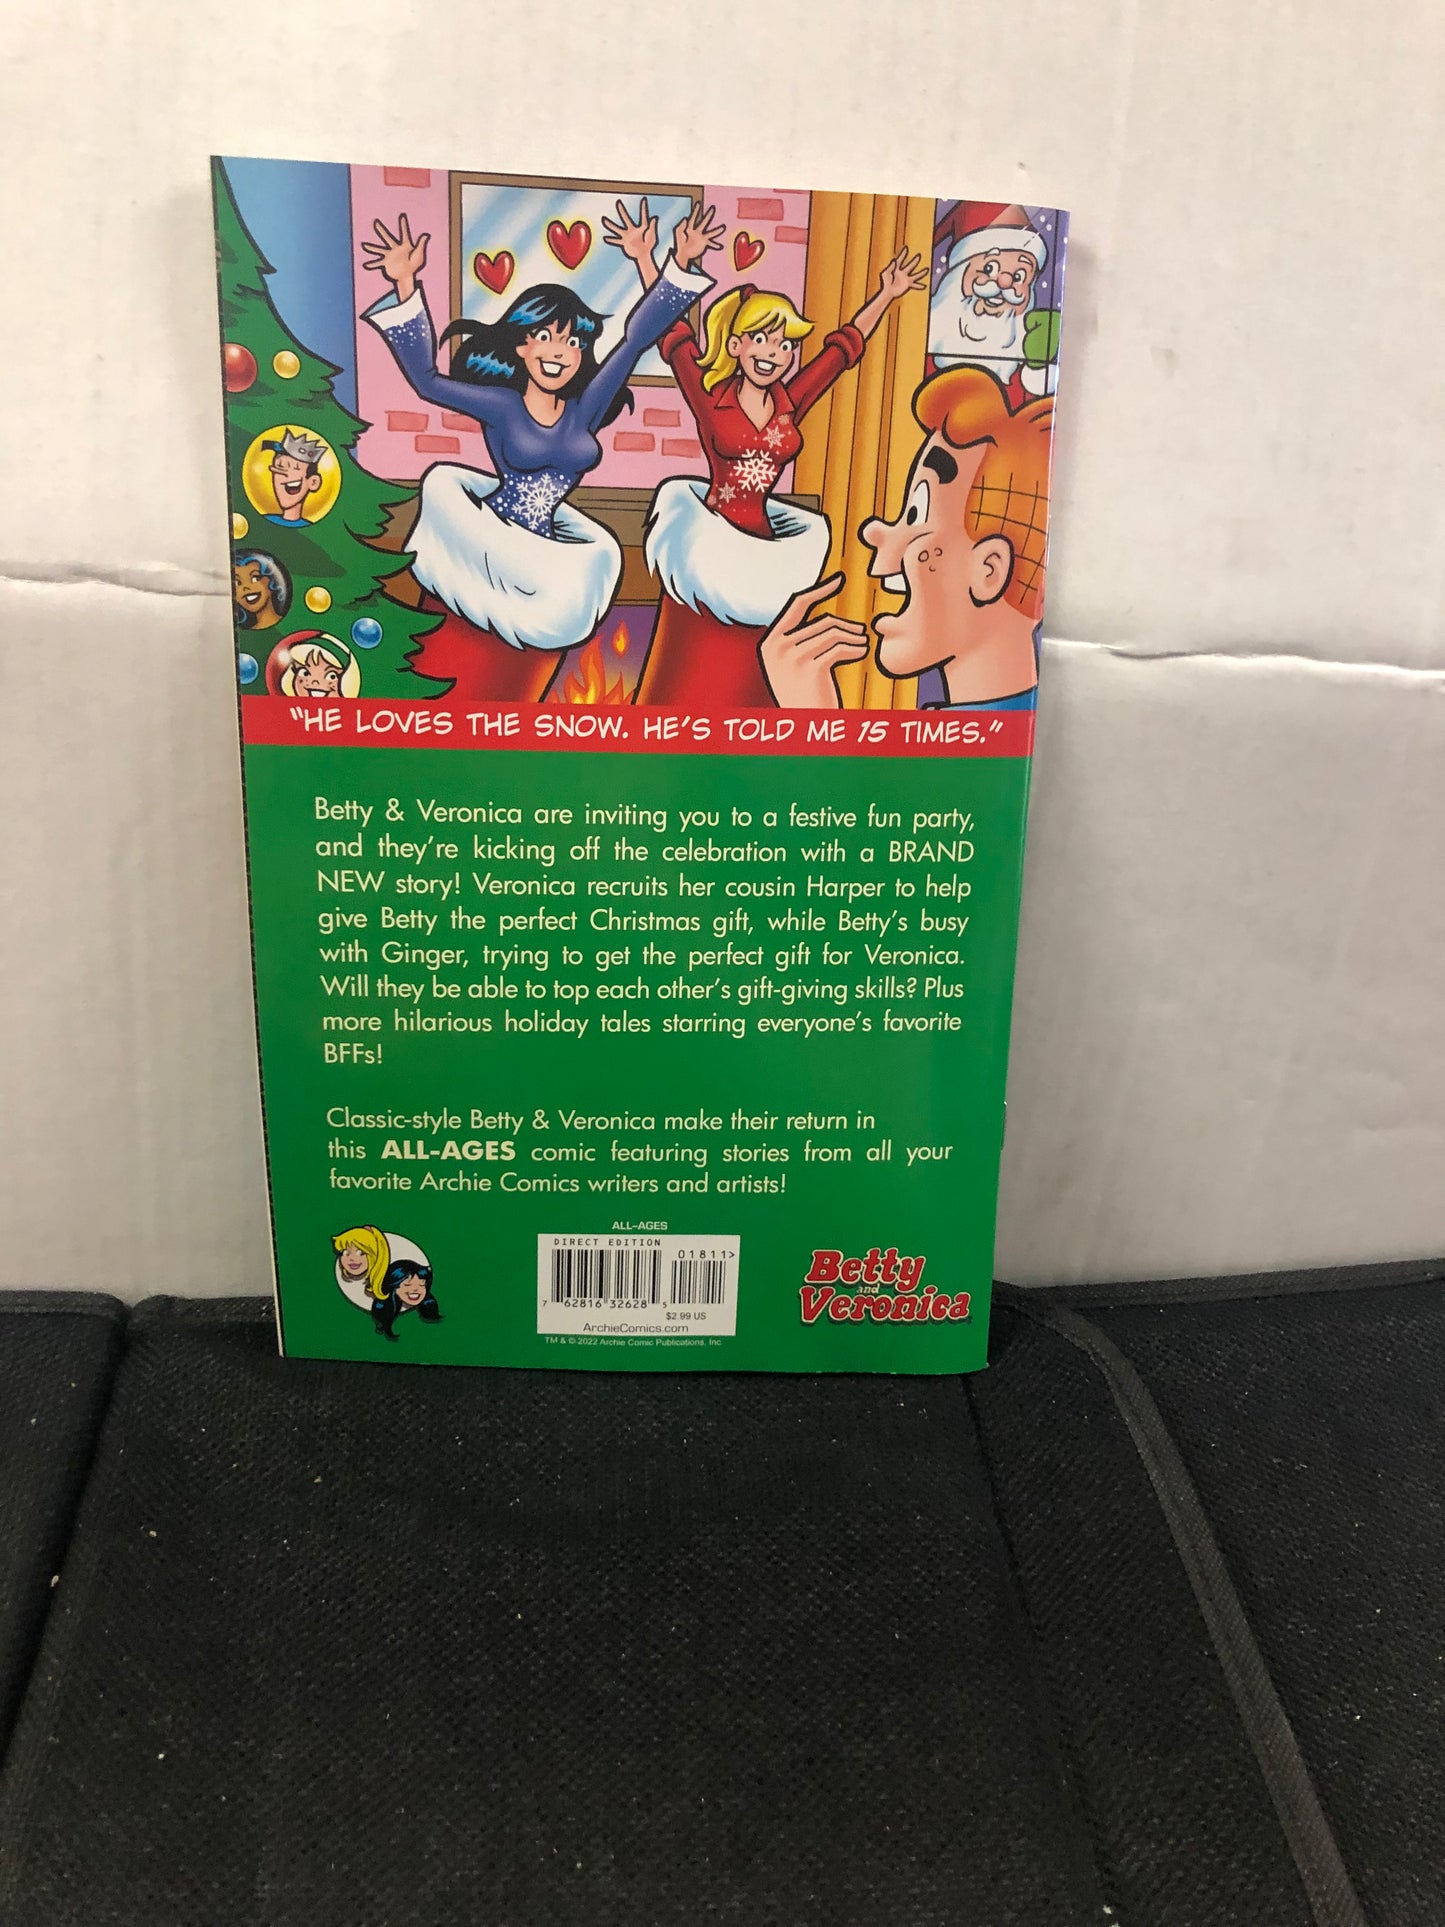 "HE LOVES THE SNOW. HE'S TOLD ME 15 TIMES."
Betty & Veronica are inviting you to a festive fun party,
and they're kicking off the celebration with a BRAND
NEW story! Veronica recruits her cousin Harper to help
give Betty the perfect Christmas gift, while Betty's busy
with Ginger, trying to get the perfect gift for Veronica.
Will they be able to top each other's gift-giving skills? Plus
more hilarious holiday tales starring everyone's favorite
BFFs!
Classic-style Betty & Veronica make their return in
this ALL-AGES comic featuring stories from all your
favorite Archie Comics writers and artists!
ALL-AGES
DIRECT EDITION
01811>
7 62816 32628 5
$2.99 US
ArchieComics.com
TM & © 2022 Archie Comic Publications, Inc
Betty
and
Veronica